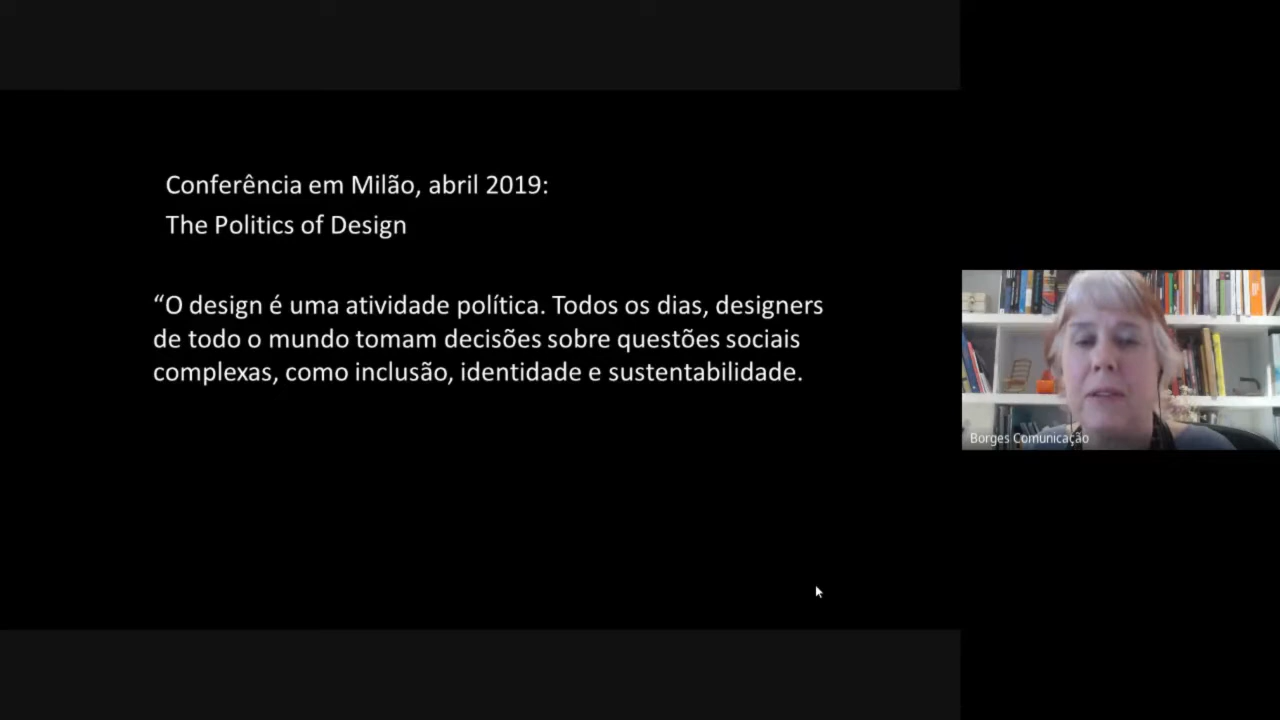 Conferência em Milão, abril 2019:
The Politics of Design
“O design é uma atividade política. Todos os dias, designers
de todo o mundo tomam decisões sobre questões sociais
complexas, como inclusão, identidade e sustentabilidade.
Borges Comunicação